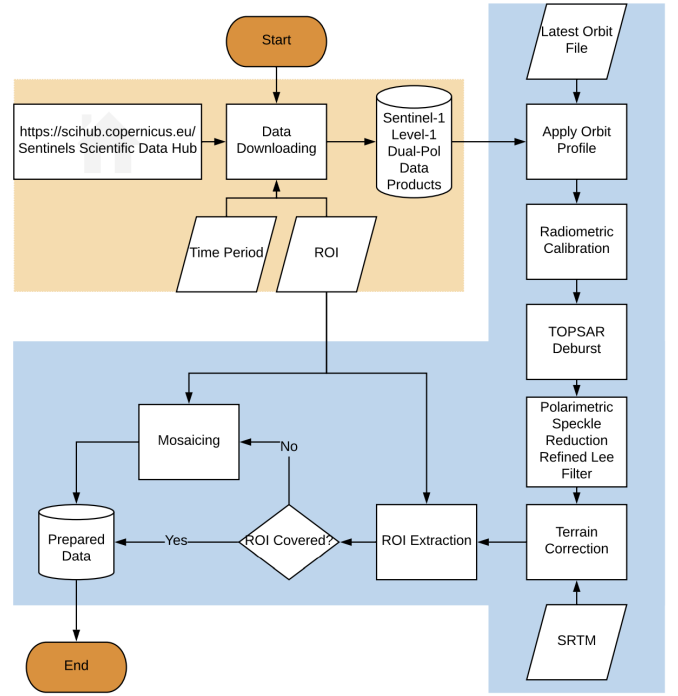 Start
Latest Orbit
File
https://scihub.copernicus.eu/
Sentinels Scientific Data Hub
Data
Downloading
Sentinel-1
Level-1
Dual-Pol
Data
Products
Apply Orbit
Profile
Time Period
ROI
Radiometric
Calibration
TOPSAR
Deburst
Polarimetric
Speckle
Reduction
Refined Lee
Filter
Mosaicing
No
Prepared
Data
Yes
ROI Covered?
ROI Extraction
Terrain
Correction
SRTM
End